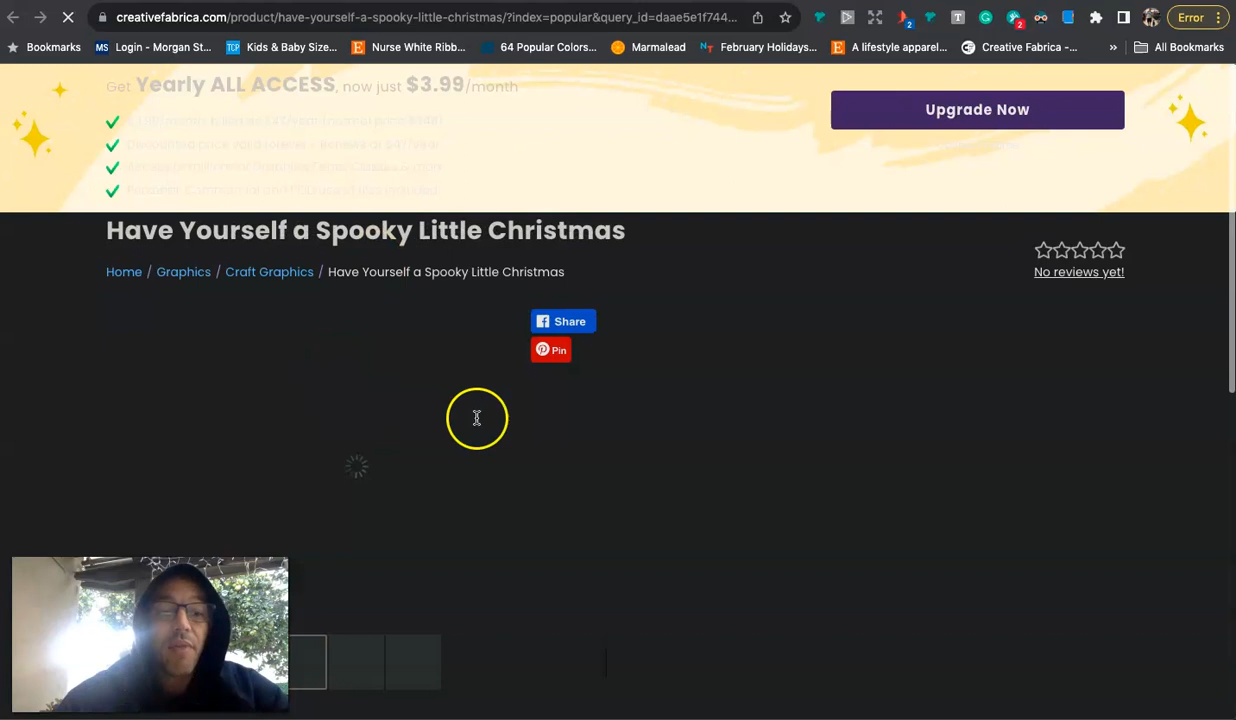 creativefabrica.com/product/have-yourself-a-spooky-little-christmas/?index=popular&query_id=daae5e1f744...
2
2
Error
Bookmarks
Login - Morgan St...
Kids & Baby Size...
Nurse White Ribb...
64 Popular Colors...
Marmalead
February Holidays...
A lifestyle apparel...
Creative Fabrica –...
»
All Bookmarks
Get Yearly ALL ACCESS, now just $3.99/month
Upgrade Now
Have Yourself a Spooky Little Christmas
Home / Graphics / Craft Graphics / Have Yourself a Spooky Little Christmas
No reviews yet!
Share
Pin